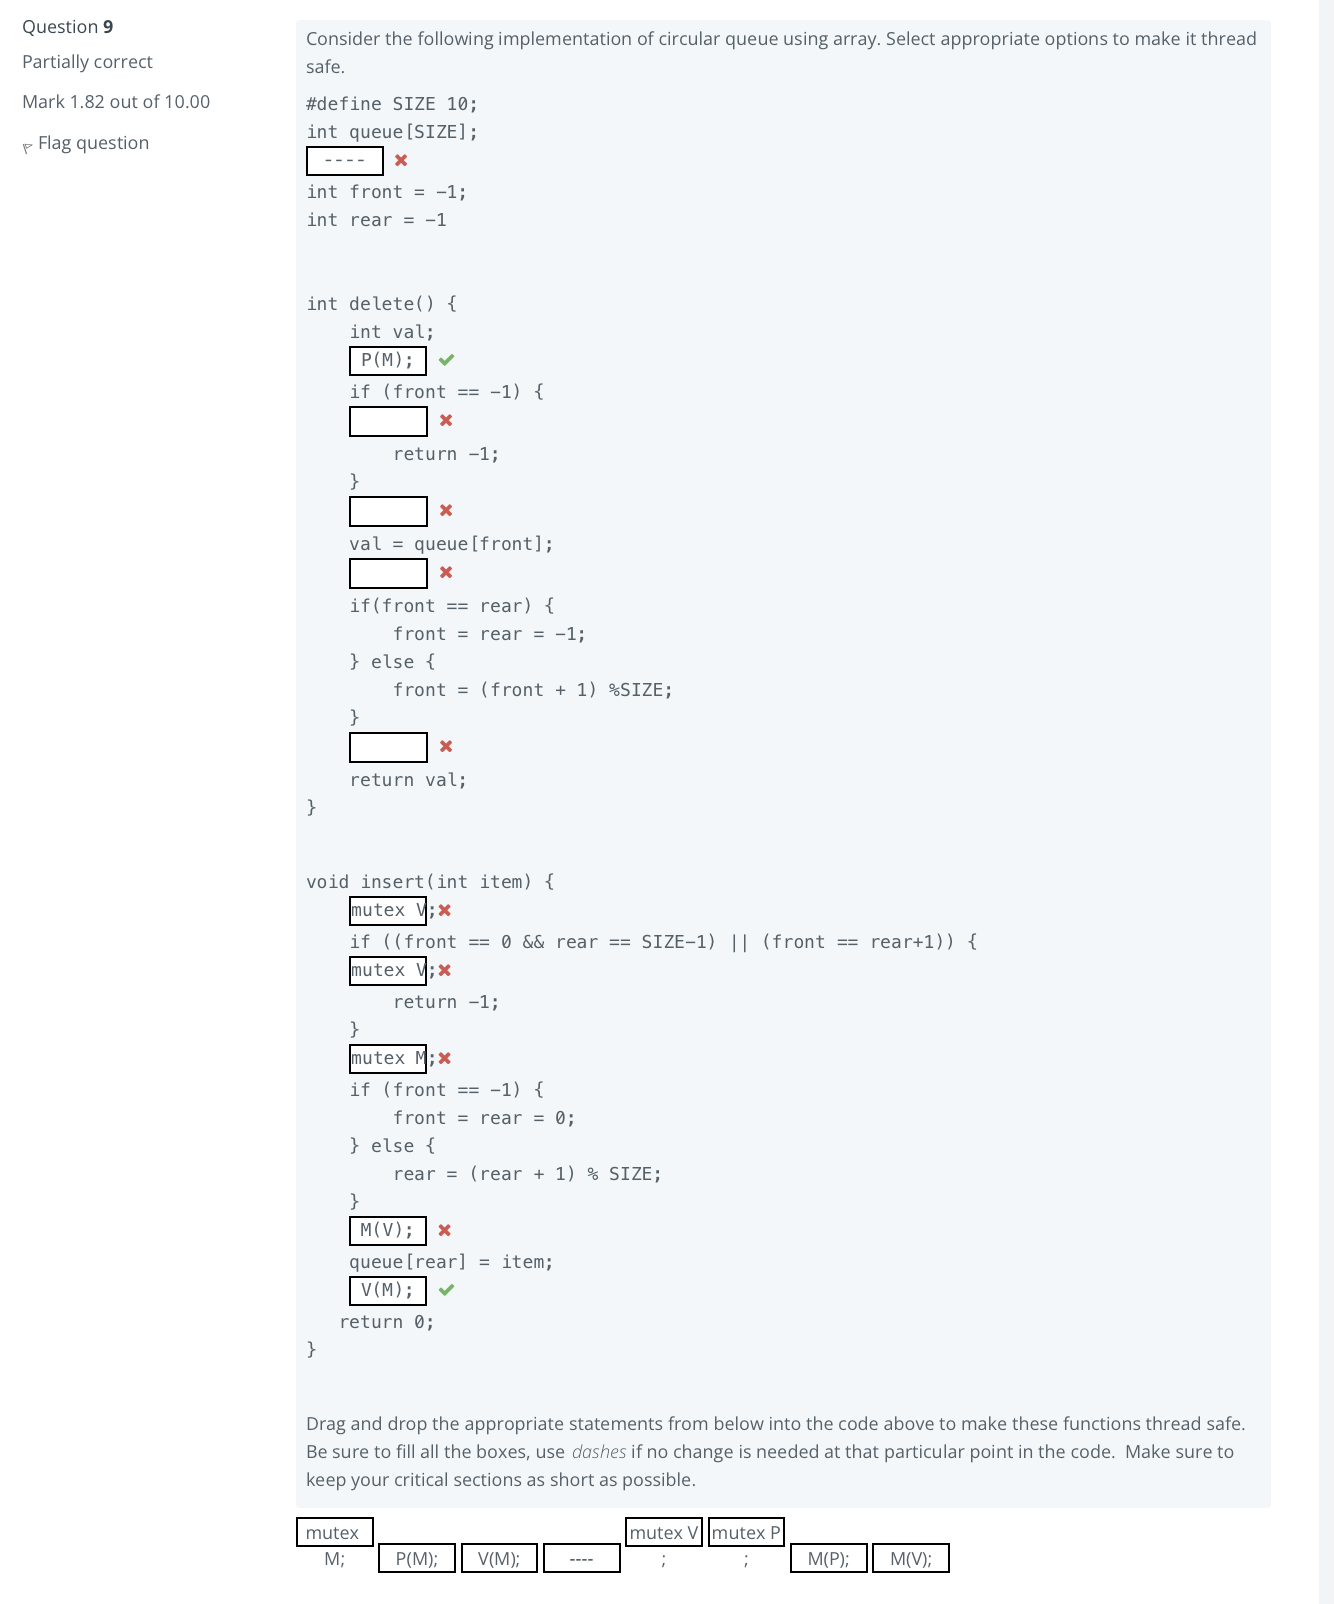 Question 9
Partially correct
Mark 1.82 out of 10.00
Flag question
Consider the following implementation of circular queue using array. Select appropriate options to make it thread
safe.
#define SIZE 10;
int queue[SIZE];
----
int front = -1;
int rear = -1
int delete() {
int val;
P(M);
if (front == -1) {
return -1;
}
val = queue[front];
if(front == rear) {
front = rear = -1;
} else {
front = (front + 1) %SIZE;
}
return val;
}
void insert(int item) {
mutex V;
if ((front == 0 && rear == SIZE-1) || (front == rear+1)) {
mutex V;
return -1;
}
mutex M;
if (front == -1) {
front = rear = 0;
} else {
rear = (rear + 1) % SIZE;
}
M(V);
queue[rear] = item;
V(M);
return 0;
}
Drag and drop the appropriate statements from below into the code above to make these functions thread safe.
Be sure to fill all the boxes, use dashes if no change is needed at that particular point in the code. Make sure to
keep your critical sections as short as possible.
mutex mutex V mutex P
M; P(M); V(M); ---- ; ; M(P); M(V);